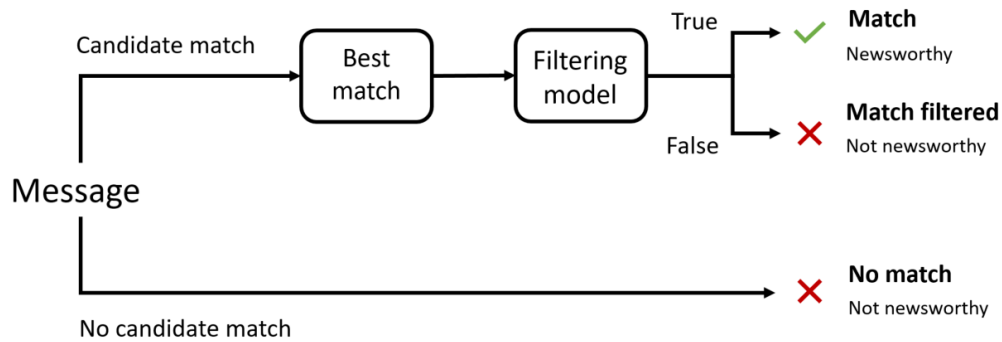 Candidate match
Best
match
Filtering
model
True
Match
Newsworthy
False
Match filtered
Not newsworthy
Message
No match
Not newsworthy
No candidate match